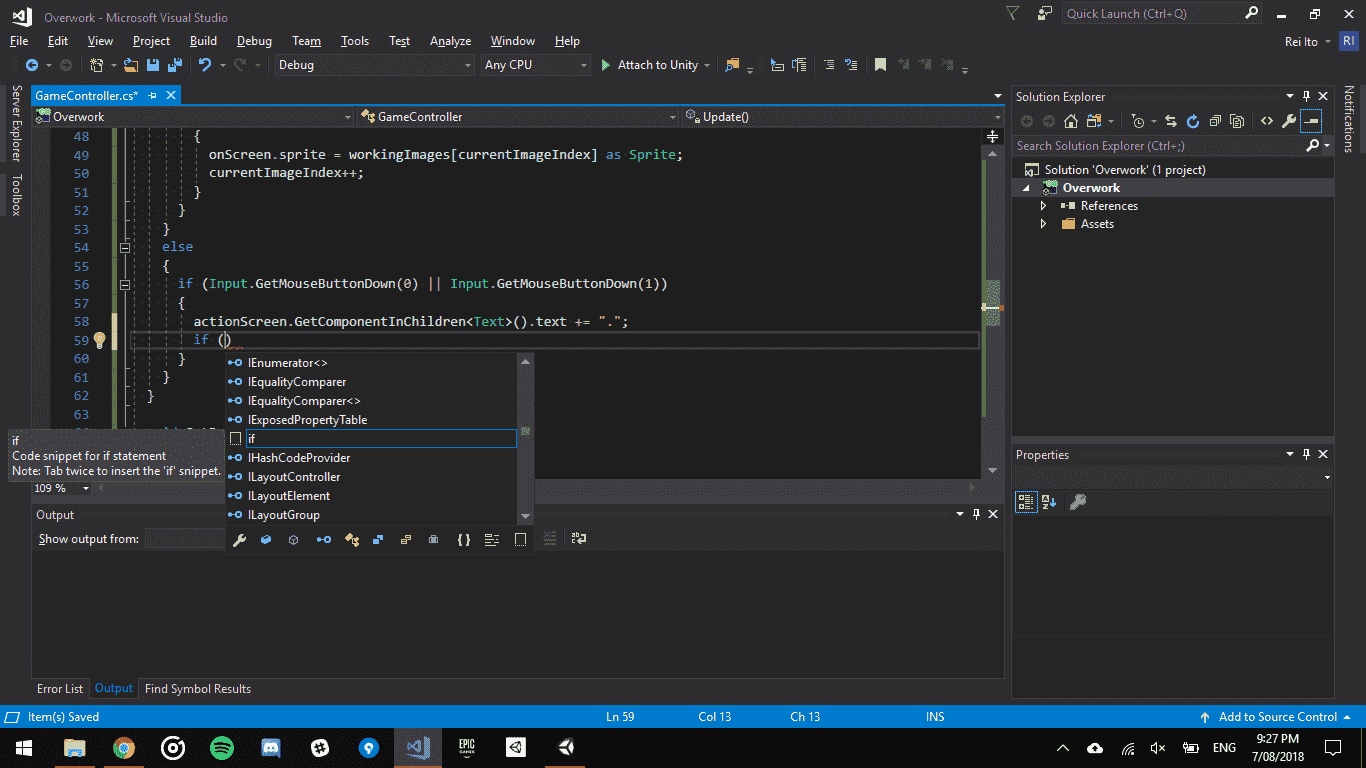 Overwork - Microsoft Visual Studio
Quick Launch (Ctrl+Q)
File Edit View Project Build Debug Team Tools Test Analyze Window Help
Rei Ito RI
Debug Any CPU Attach to Unity
Server Explorer
Toolbox
Notifications
GameController.cs*
Overwork GameController Update()
48 {
49 onScreen.sprite = workingImages[currentImageIndex] as Sprite;
50 currentImageIndex++;
51 }
52 }
53 }
54 else
55 {
56 if (Input.GetMouseButtonDown(0) || Input.GetMouseButtonDown(1))
57 {
58 actionScreen.GetComponentInChildren<Text>().text += ".";
59 if ()
60 }
61 }
62 }
63
IEnumerator<>
IEqualityComparer
IEqualityComparer<>
IExposedPropertyTable
if
IHashCodeProvider
ILayoutController
ILayoutElement
ILayoutGroup
if
Code snippet for if statement
Note: Tab twice to insert the 'if' snippet.
109 %
Output
Show output from:
Error List Output Find Symbol Results
Solution Explorer
Search Solution Explorer (Ctrl+;)
Solution 'Overwork' (1 project)
Overwork
References
Assets
Properties
Item(s) Saved Ln 59 Col 13 Ch 13 INS Add to Source Control
EPIC GAMES
ENG
9:27 PM
7/08/2018